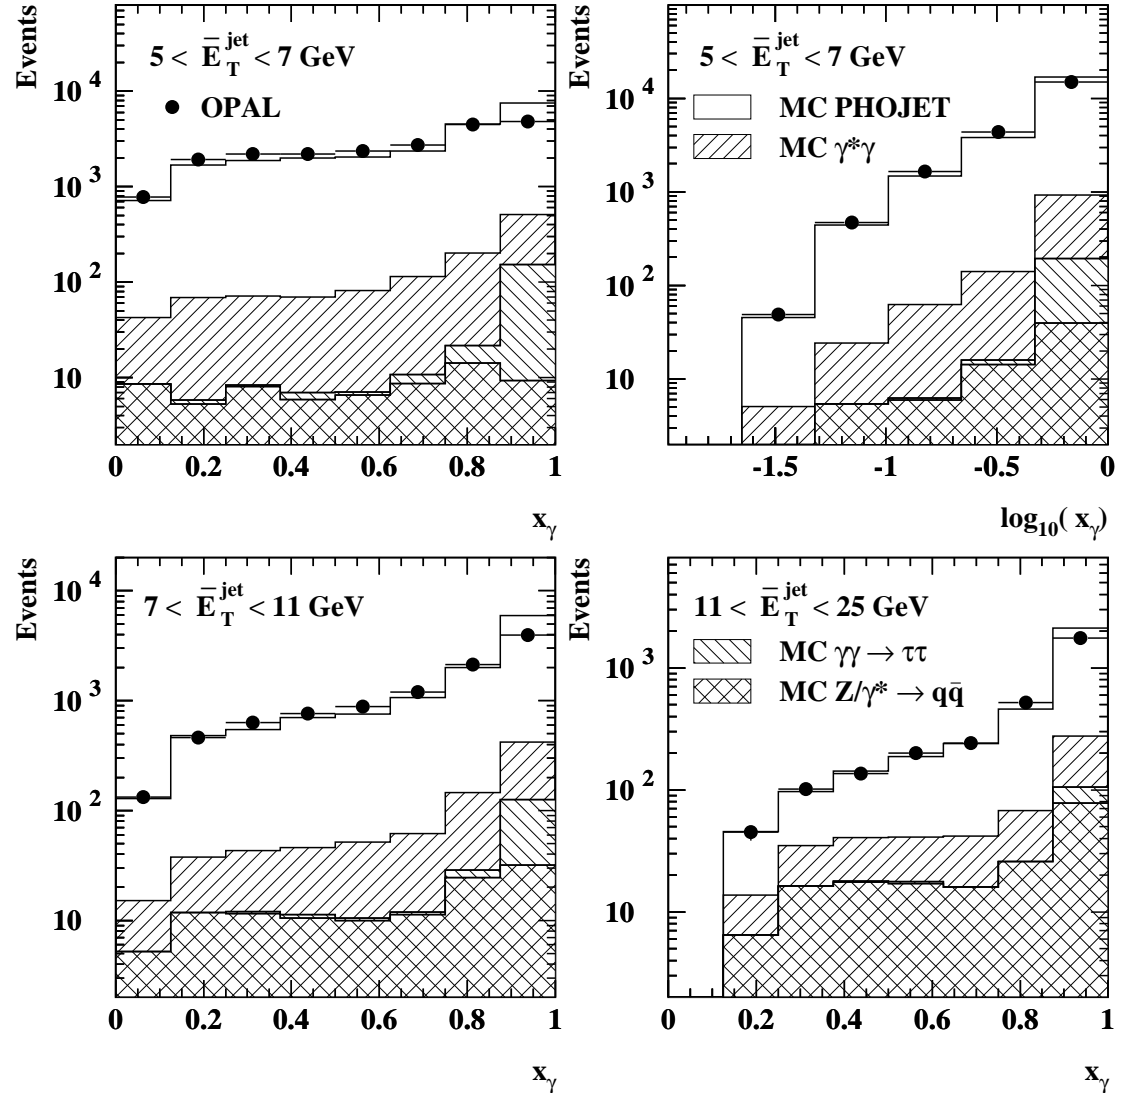 Events
5 < E̅_T^jet < 7 GeV
● OPAL
10^4
10^3
10^2
10
0 0.2 0.4 0.6 0.8 1
x_γ
Events
5 < E̅_T^jet < 7 GeV
MC PHOJET
MC γ*γ
10^4
10^3
10^2
10
-1.5 -1 -0.5 0
log_10( x_γ)
Events
7 < E̅_T^jet < 11 GeV
10^4
10^3
10^2
10
0 0.2 0.4 0.6 0.8 1
x_γ
Events
11 < E̅_T^jet < 25 GeV
MC γγ → ττ
MC Z/γ* → qq̅
10^3
10^2
10
0 0.2 0.4 0.6 0.8 1
x_γ